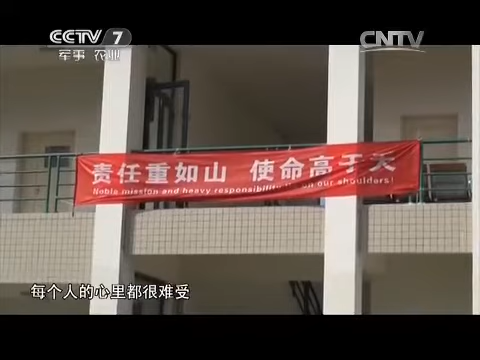 CCTV 7
军事 农业
CNTV
责任重如山 使命高于天
Noble mission and heavy responsibility
on our shoulders!
每个人的心里都很难受